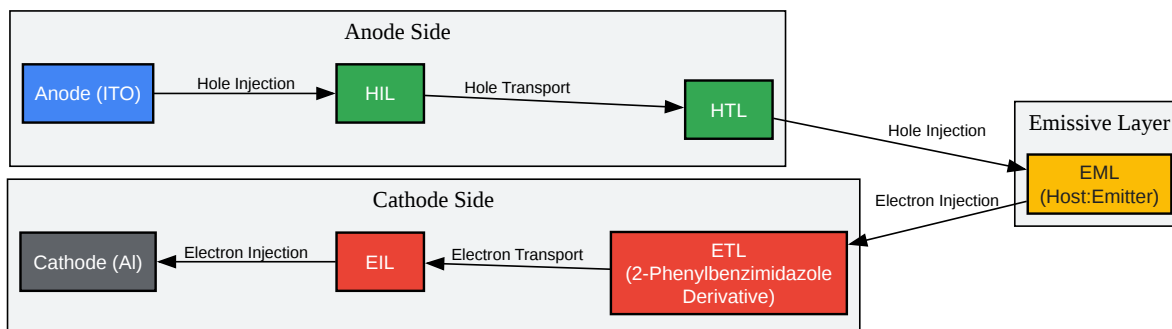 Anode Side
Anode (ITO)
Hole Injection
HIL
Hole Transport
HTL
Hole Injection
Emissive Layer
EML
(Host:Emitter)
Electron Injection
Cathode Side
Cathode (Al)
Electron Injection
EIL
Electron Transport
ETL
(2-Phenylbenzimidazole
Derivative)